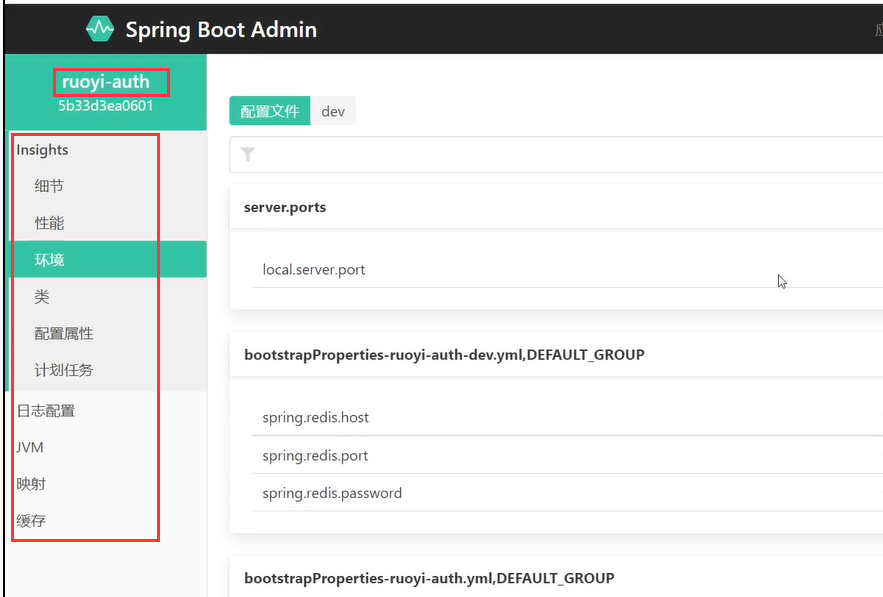 Spring Boot Admin
ruoyi-auth
5b33d3ea0601
Insights
细节
性能
环境
类
配置属性
计划任务
日志配置
JVM
映射
缓存
配置文件 dev
server.ports
local.server.port
bootstrapProperties-ruoyi-auth-dev.yml,DEFAULT_GROUP
spring.redis.host
spring.redis.port
spring.redis.password
bootstrapProperties-ruoyi-auth.yml,DEFAULT_GROUP